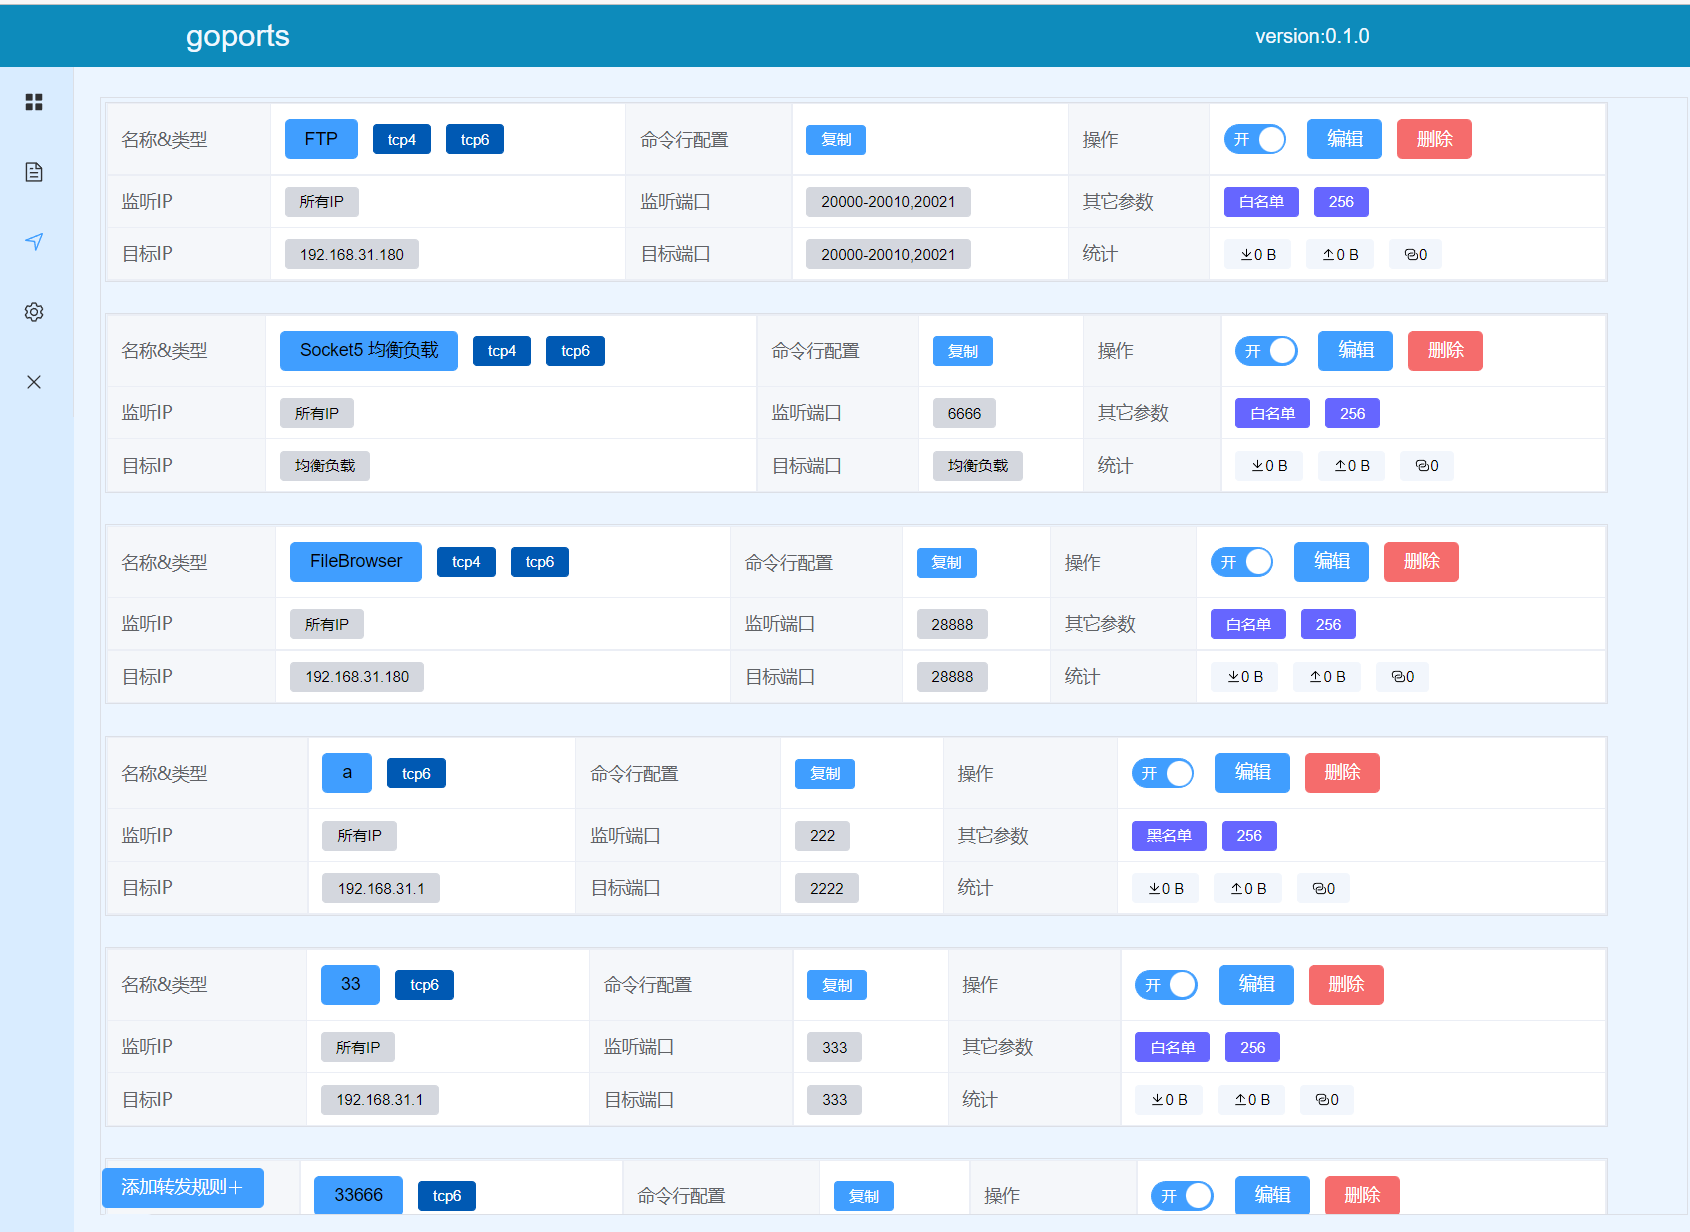 goports version:0.1.0
名称&类型 FTP tcp4 tcp6 命令行配置 复制 操作 开 编辑 删除
监听IP 所有IP 监听端口 20000-20010,20021 其它参数 白名单 256
目标IP 192.168.31.180 目标端口 20000-20010,20021 统计 0 B 0 B 0
名称&类型 Socket5 均衡负载 tcp4 tcp6 命令行配置 复制 操作 开 编辑 删除
监听IP 所有IP 监听端口 6666 其它参数 白名单 256
目标IP 均衡负载 目标端口 均衡负载 统计 0 B 0 B 0
名称&类型 FileBrowser tcp4 tcp6 命令行配置 复制 操作 开 编辑 删除
监听IP 所有IP 监听端口 28888 其它参数 白名单 256
目标IP 192.168.31.180 目标端口 28888 统计 0 B 0 B 0
名称&类型 a tcp6 命令行配置 复制 操作 开 编辑 删除
监听IP 所有IP 监听端口 222 其它参数 黑名单 256
目标IP 192.168.31.1 目标端口 2222 统计 0 B 0 B 0
名称&类型 33 tcp6 命令行配置 复制 操作 开 编辑 删除
监听IP 所有IP 监听端口 333 其它参数 白名单 256
目标IP 192.168.31.1 目标端口 333 统计 0 B 0 B 0
添加转发规则+ 33666 tcp6 命令行配置 复制 操作 开 编辑 删除